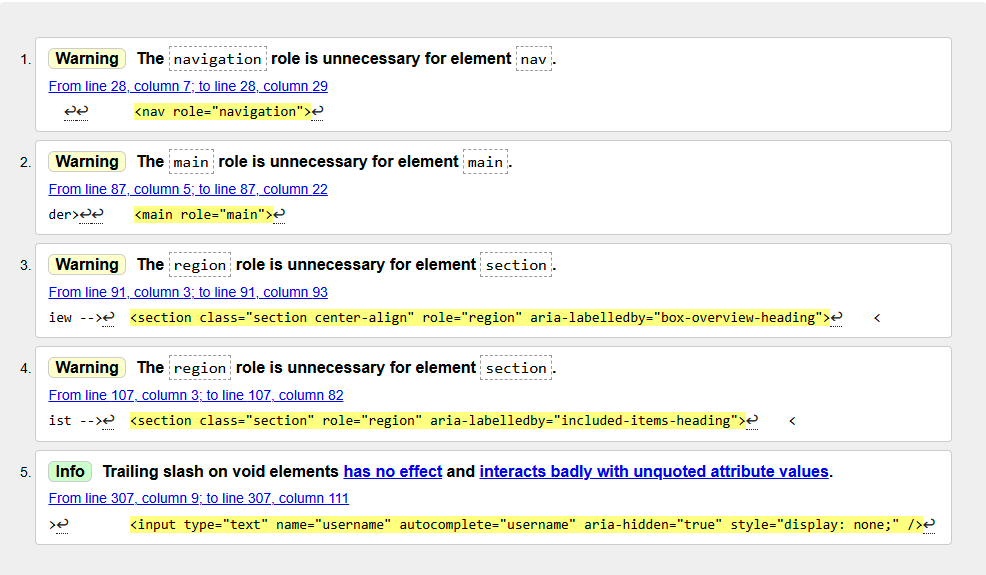 1. Warning The navigation role is unnecessary for element nav.
From line 28, column 7; to line 28, column 29
↩↩      <nav role="navigation">↩
2. Warning The main role is unnecessary for element main.
From line 87, column 5; to line 87, column 22
der>↩↩    <main role="main">↩
3. Warning The region role is unnecessary for element section.
From line 91, column 3; to line 91, column 93
iew -->↩  <section class="section center-align" role="region" aria-labelledby="box-overview-heading">↩    <
4. Warning The region role is unnecessary for element section.
From line 107, column 3; to line 107, column 82
ist -->↩  <section class="section" role="region" aria-labelledby="included-items-heading">↩    <
5. Info Trailing slash on void elements has no effect and interacts badly with unquoted attribute values.
From line 307, column 9; to line 307, column 111
>↩        <input type="text" name="username" autocomplete="username" aria-hidden="true" style="display: none;" />↩